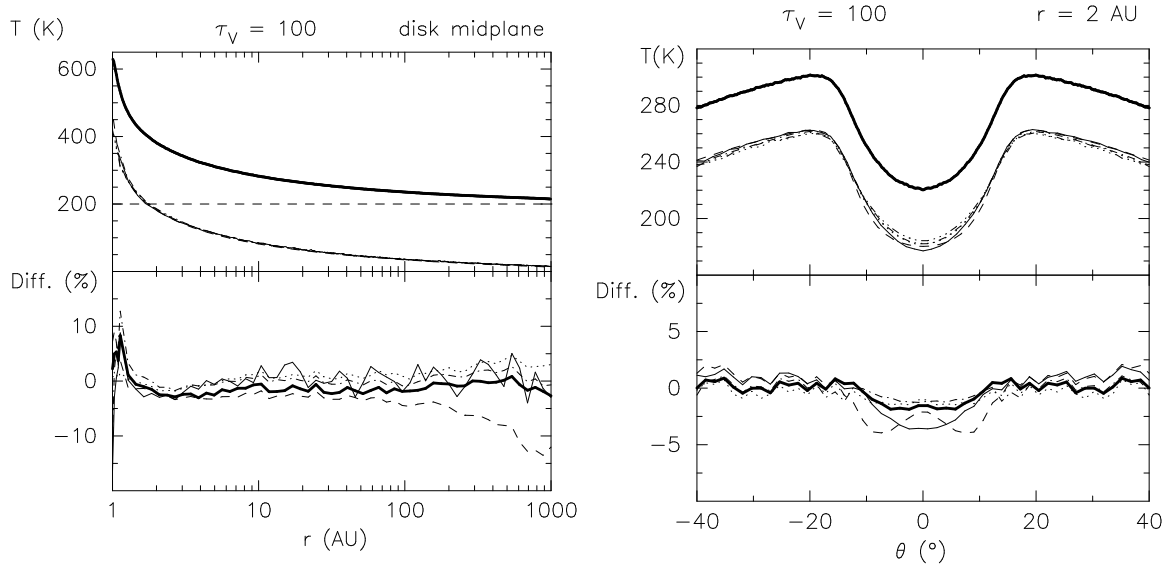 T (K) τV = 100 disk midplane
600
400
200
Diff. (%)
10
0
−10
1 10 100 1000
r (AU)
τV = 100 r = 2 AU
T(K)
280
240
200
Diff. (%)
5
0
−5
−40 −20 0 20 40
θ (°)